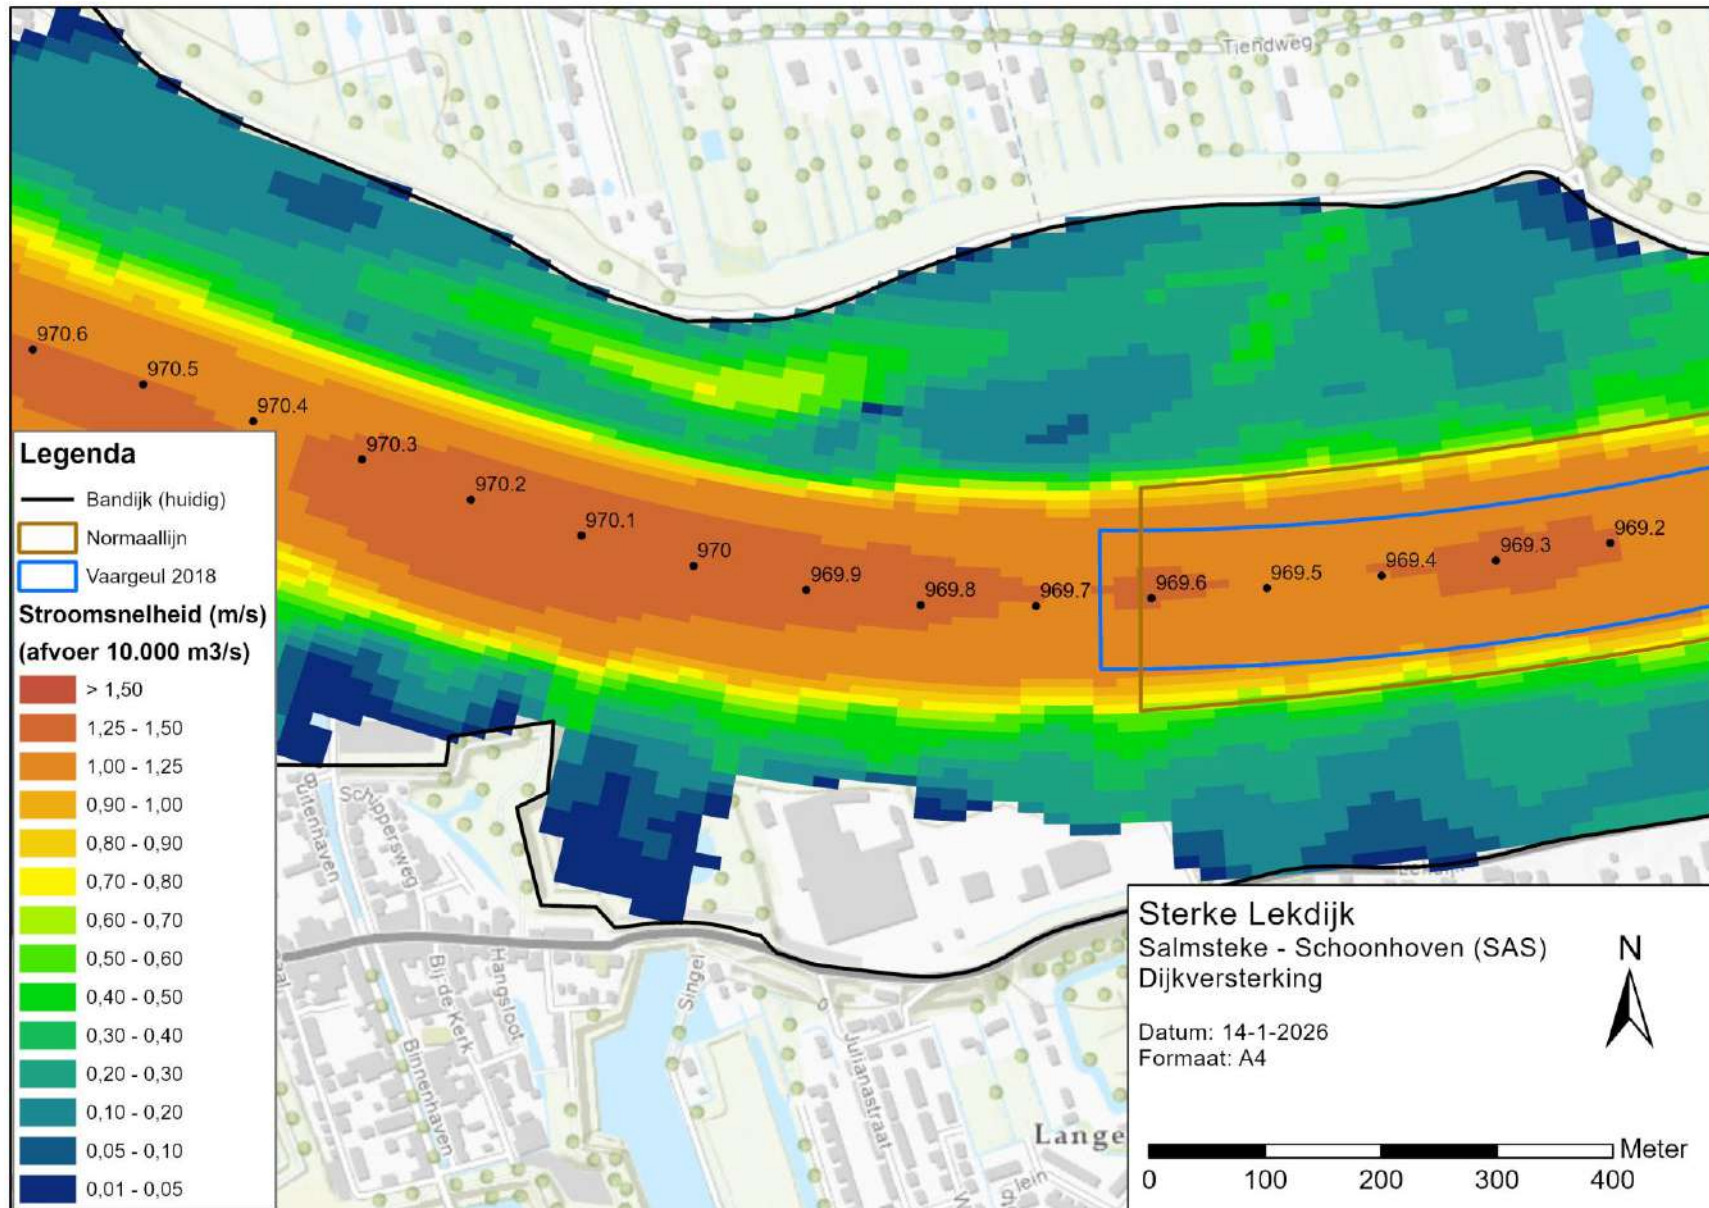 Tiendweg
970.6
970.5
970.4
970.3
970.2
970.1
970
969.9
969.8
969.7
969.6
969.5
969.4
969.3
969.2
Legenda
Bandijk (huidig)
Normaallijn
Vaargeul 2018
Stroomsnelheid (m/s)
(afvoer 10.000 m3/s)
> 1,50
1,25 - 1,50
1,00 - 1,25
0,90 - 1,00
0,80 - 0,90
0,70 - 0,80
0,60 - 0,70
0,50 - 0,60
0,40 - 0,50
0,30 - 0,40
0,20 - 0,30
0,10 - 0,20
0,05 - 0,10
0,01 - 0,05
Buitenhaven
Schippersweg
Bij de Kerk
Hangsloot
Binnenhaven
Singel
Julianastraat
Lange
plein
Sterke Lekdijk
Salmsteke - Schoonhoven (SAS)
Dijkversterking
Datum: 14-1-2026
Formaat: A4
N
Meter
0 100 200 300 400